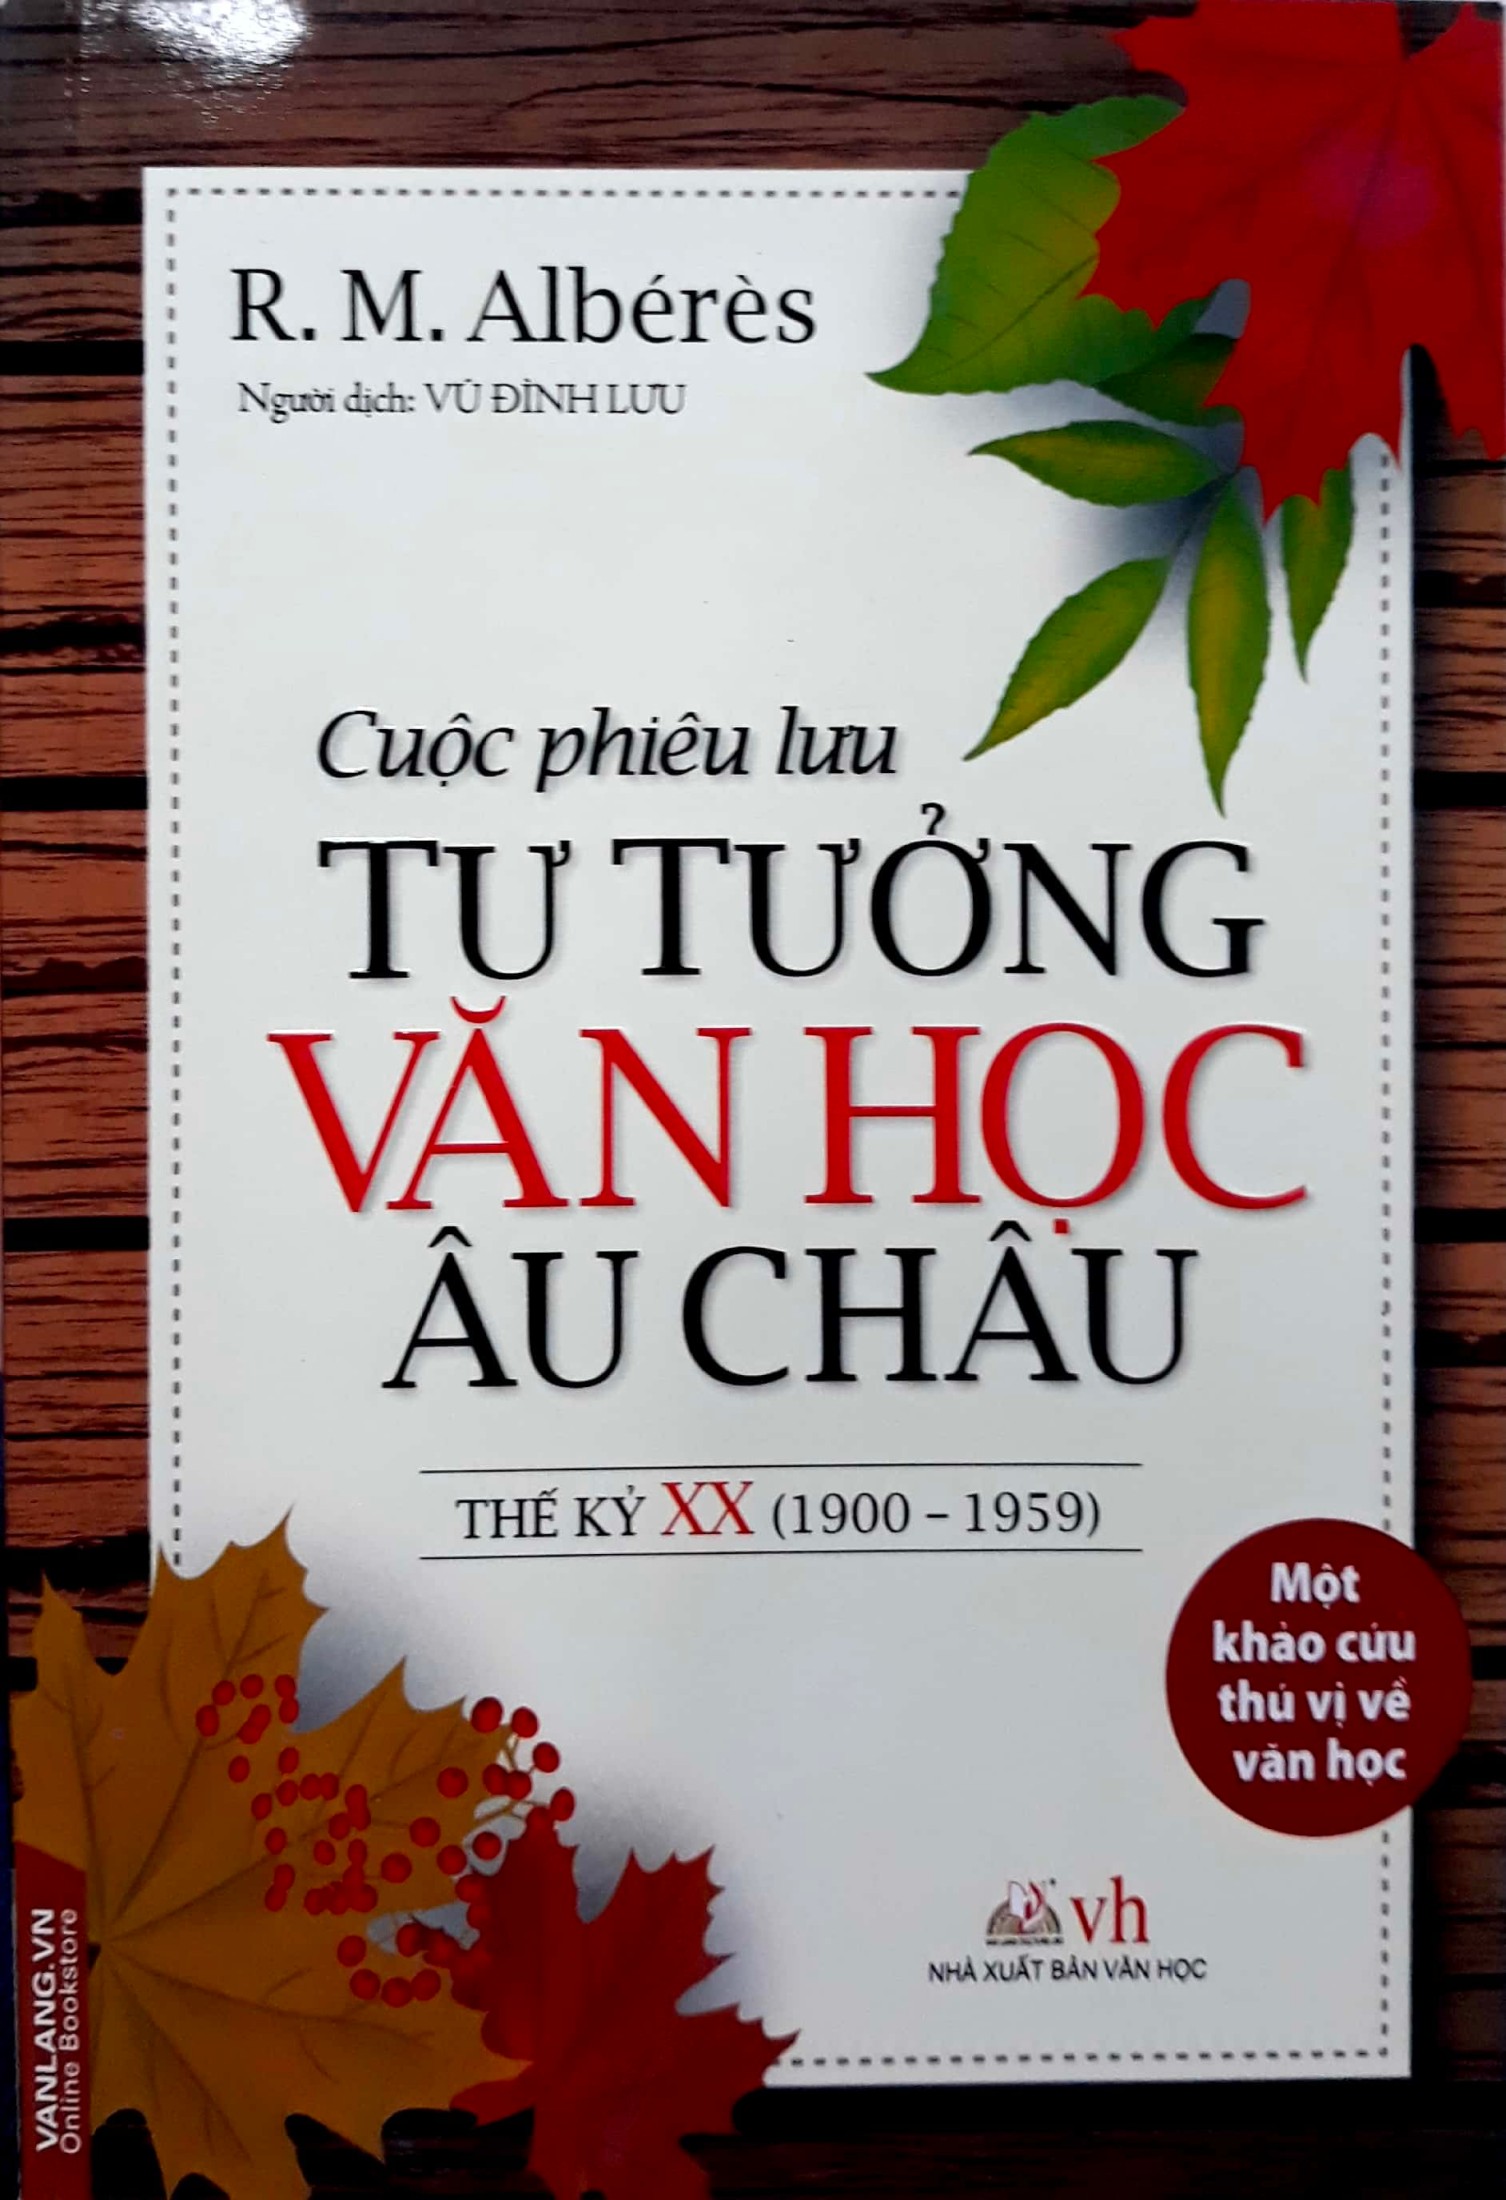 R. M. Albérès
Người dịch: VŨ ĐÌNH LƯU
Cuộc phiêu lưu
TƯ TƯỞNG
VĂN HỌC
ÂU CHÂU
THẾ KỶ XX (1900 – 1959)
Một
khảo cứu
thú vị về
văn học
vh
NHÀ XUẤT BẢN VĂN HỌC
VANLANG.VN
Online Bookstore